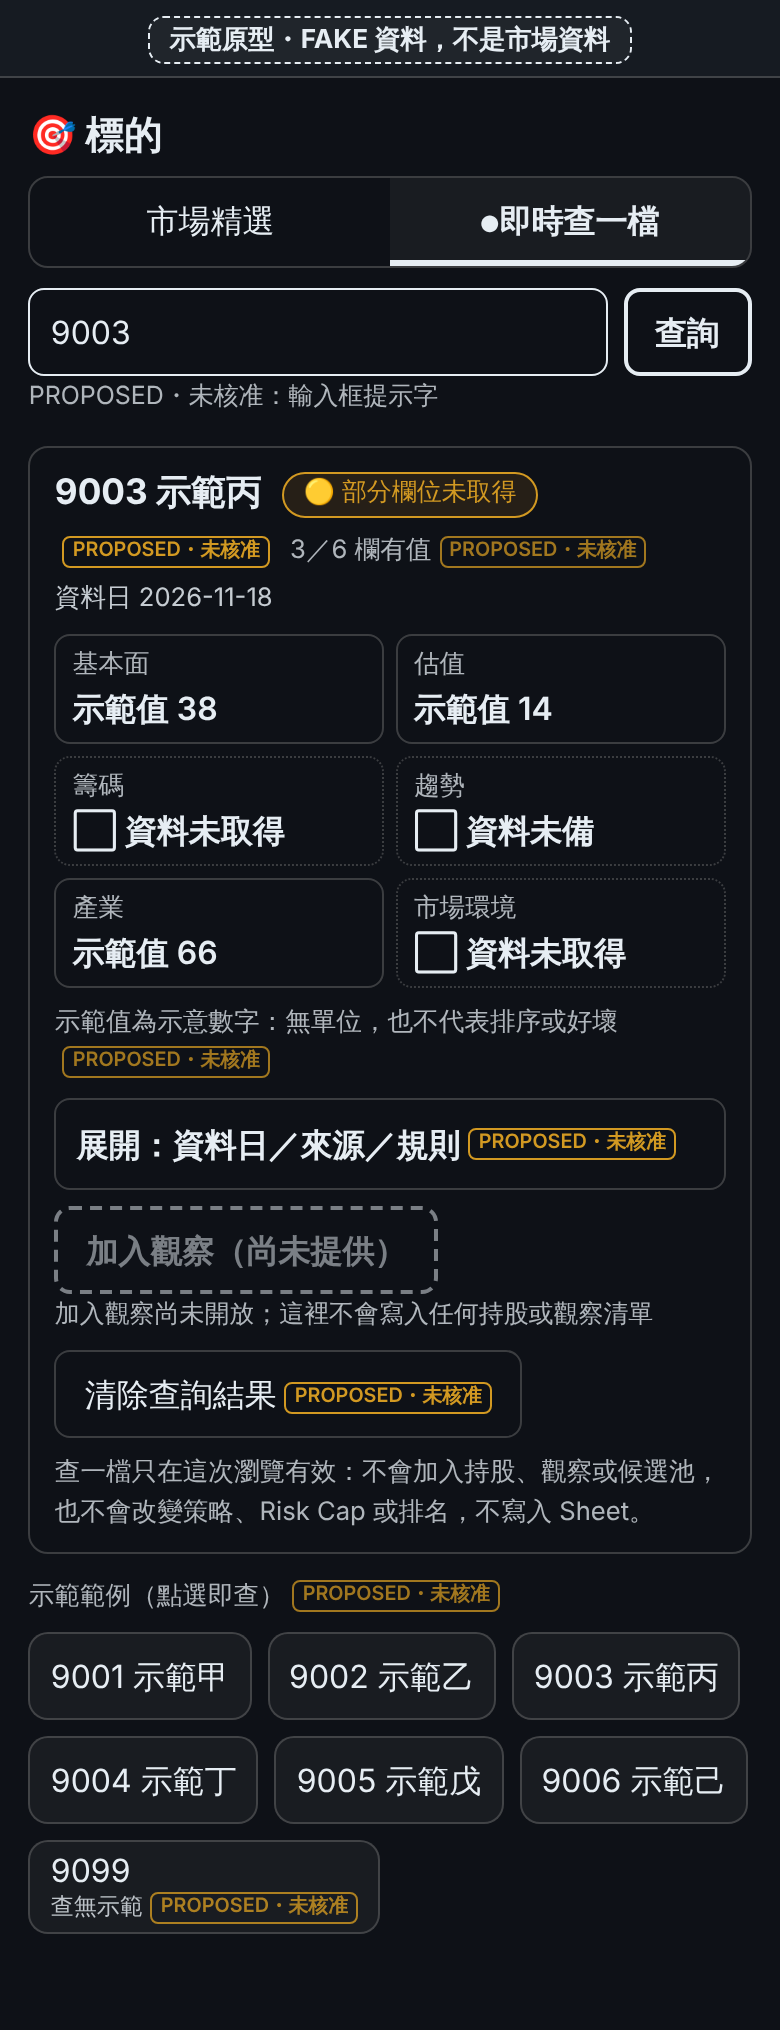 示範原型・FAKE 資料，不是市場資料
🎯 標的
市場精選
●即時查一檔
9003
查詢
PROPOSED・未核准：輸入框提示字
9003 示範丙
🟡 部分欄位未取得
PROPOSED・未核准 3／6 欄有值 PROPOSED・未核准
資料日 2026-11-18
基本面
示範值 38
估值
示範值 14
籌碼
⬜ 資料未取得
趨勢
⬜ 資料未備
產業
示範值 66
市場環境
⬜ 資料未取得
示範值為示意數字：無單位，也不代表排序或好壞
PROPOSED・未核准
展開：資料日／來源／規則 PROPOSED・未核准
加入觀察（尚未提供）
加入觀察尚未開放；這裡不會寫入任何持股或觀察清單
清除查詢結果 PROPOSED・未核准
查一檔只在這次瀏覽有效：不會加入持股、觀察或候選池，
也不會改變策略、Risk Cap 或排名，不寫入 Sheet。
示範範例（點選即查） PROPOSED・未核准
9001 示範甲
9002 示範乙
9003 示範丙
9004 示範丁
9005 示範戊
9006 示範己
9099
查無示範 PROPOSED・未核准